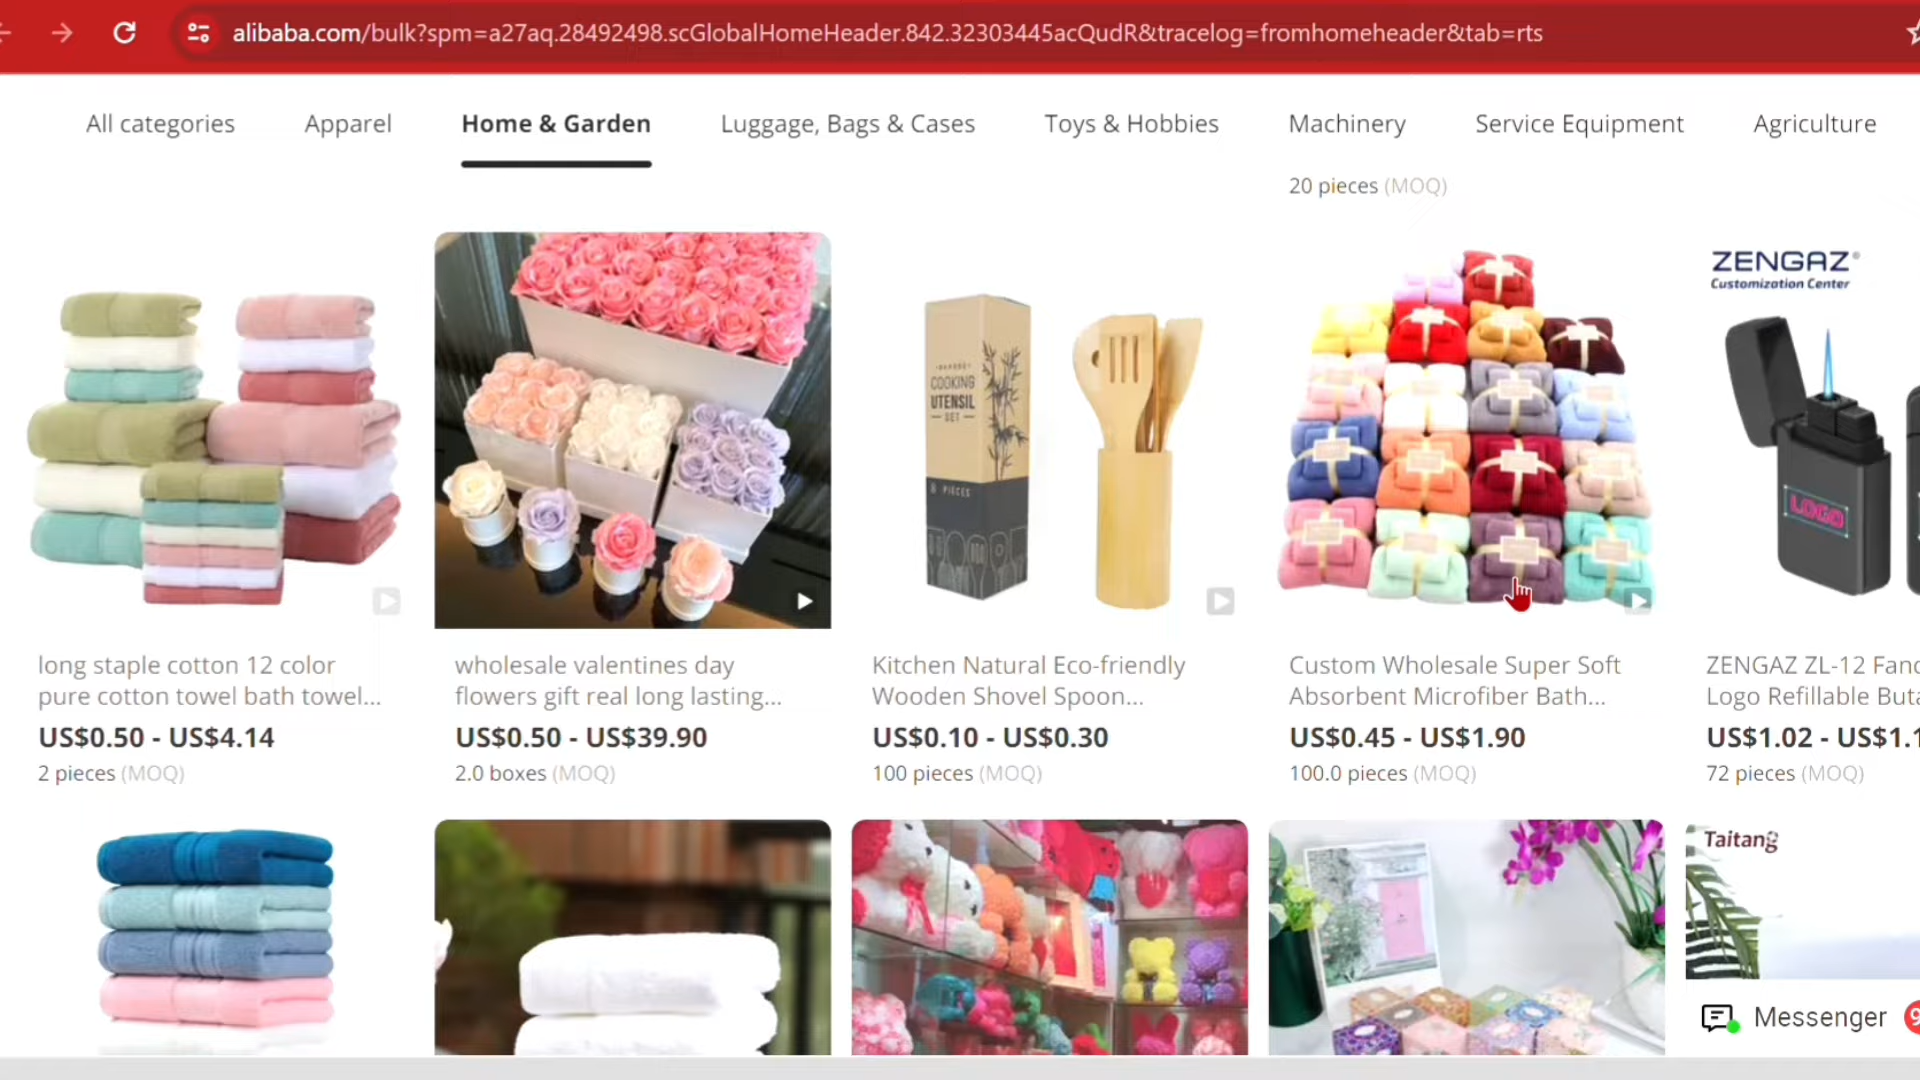 alibaba.com/bulk?spm=a27aq.28492498.scGlobalHomeHeader.842.32303445acQudR&tracelog=fromhomeheader&tab=rts
All categories Apparel Home & Garden Luggage, Bags & Cases Toys & Hobbies Machinery Service Equipment Agriculture
20 pieces (MOQ)
ZENGAZ®
Customization Center
COOKING
UTENSIL
SET
8 PIECES
LOGO
long staple cotton 12 color
pure cotton towel bath towel...
US$0.50 - US$4.14
2 pieces (MOQ)
wholesale valentines day
flowers gift real long lasting...
US$0.50 - US$39.90
2.0 boxes (MOQ)
Kitchen Natural Eco-friendly
Wooden Shovel Spoon...
US$0.10 - US$0.30
100 pieces (MOQ)
Custom Wholesale Super Soft
Absorbent Microfiber Bath...
US$0.45 - US$1.90
100.0 pieces (MOQ)
ZENGAZ ZL-12
Logo Refillable
US$1.02 -
72 pieces (MOQ)
Taitang
Messenger